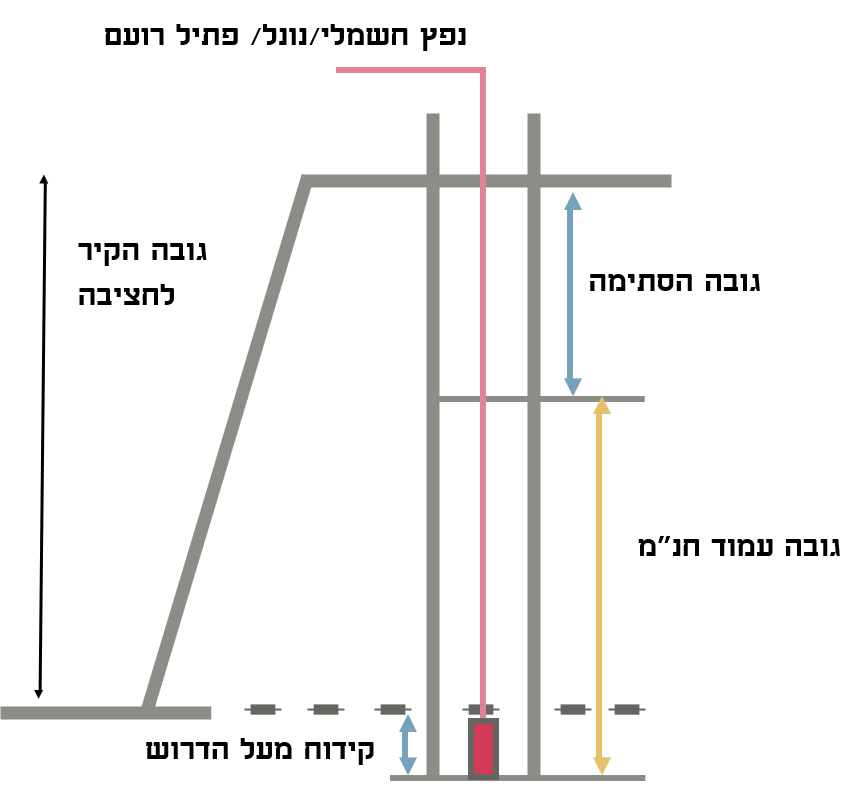 נפץ חשמלי/נונל/ פתיל רועם
גובה הקיר
לחציבה
גובה הסתימה
גובה עמוד חנ"מ
קידוח מעל הדרוש